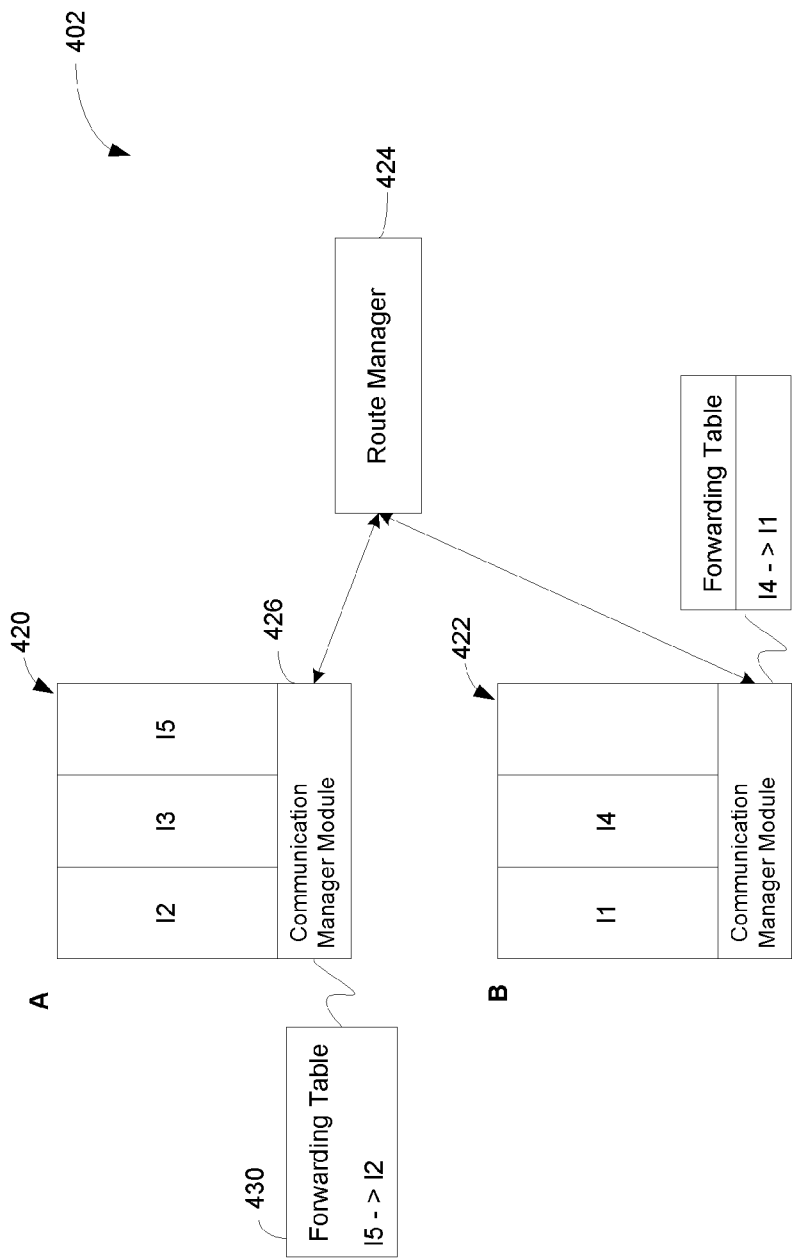 402
A
420
I2
I3
I5
Communication
Manager Module
426
430
Forwarding Table
I5 - > I2
Route Manager
424
B
422
I1
I4
Communication
Manager Module
Forwarding Table
I4 - > I1